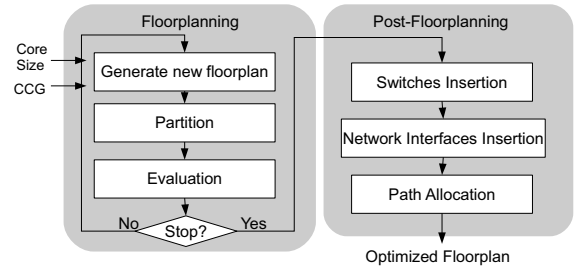 Floorplanning
Core
Size
CCG
Generate new floorplan
Partition
Evaluation
No
Stop?
Yes
Post-Floorplanning
Switches Insertion
Network Interfaces Insertion
Path Allocation
Optimized Floorplan